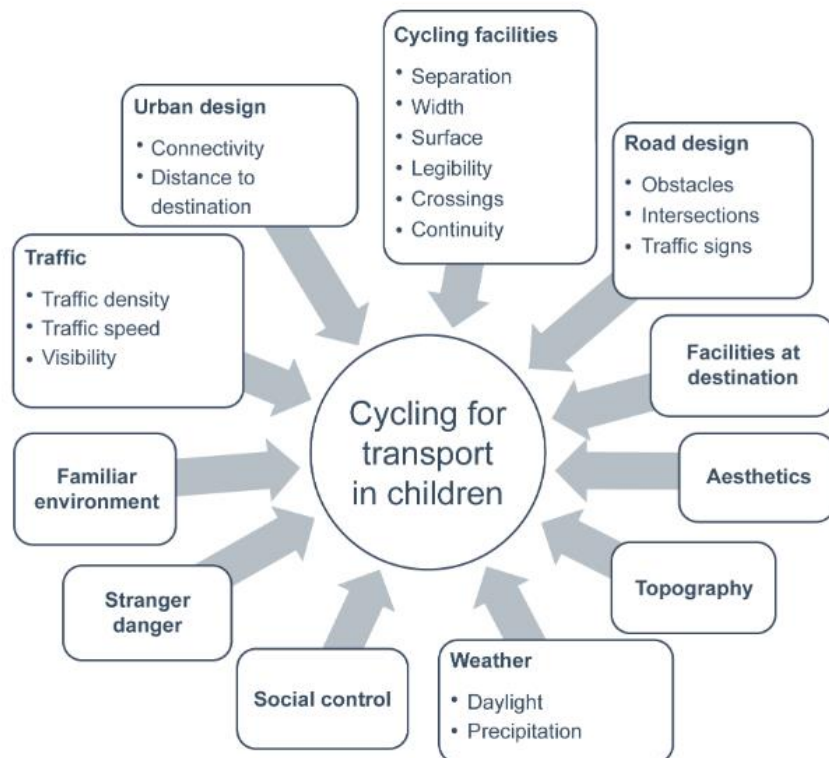 Cycling facilities
• Separation
• Width
• Surface
• Legibility
• Crossings
• Continuity
Urban design
• Connectivity
• Distance to
destination
Road design
• Obstacles
• Intersections
• Traffic signs
Traffic
• Traffic density
• Traffic speed
• Visibility
Facilities at
destination
Cycling for
transport
in children
Familiar
environment
Aesthetics
Stranger
danger
Topography
Social control
Weather
• Daylight
• Precipitation